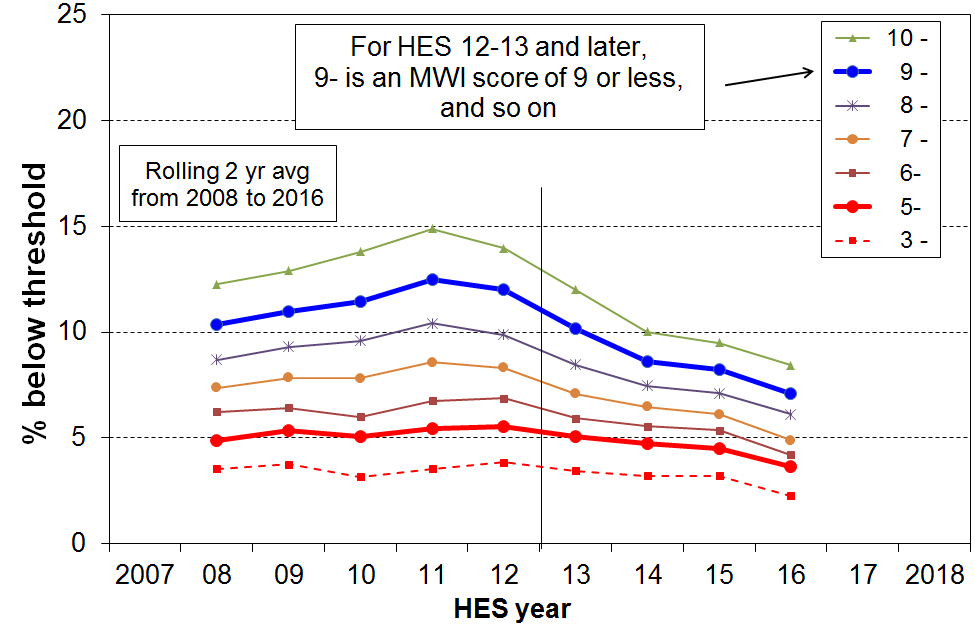 25
20
15
10
5
0
% below threshold
For HES 12-13 and later,
9- is an MWI score of 9 or less,
and so on
Rolling 2 yr avg
from 2008 to 2016
10 -
9 -
8 -
7 -
6-
5-
3 -
2007 08 09 10 11 12 13 14 15 16 17 2018
HES year